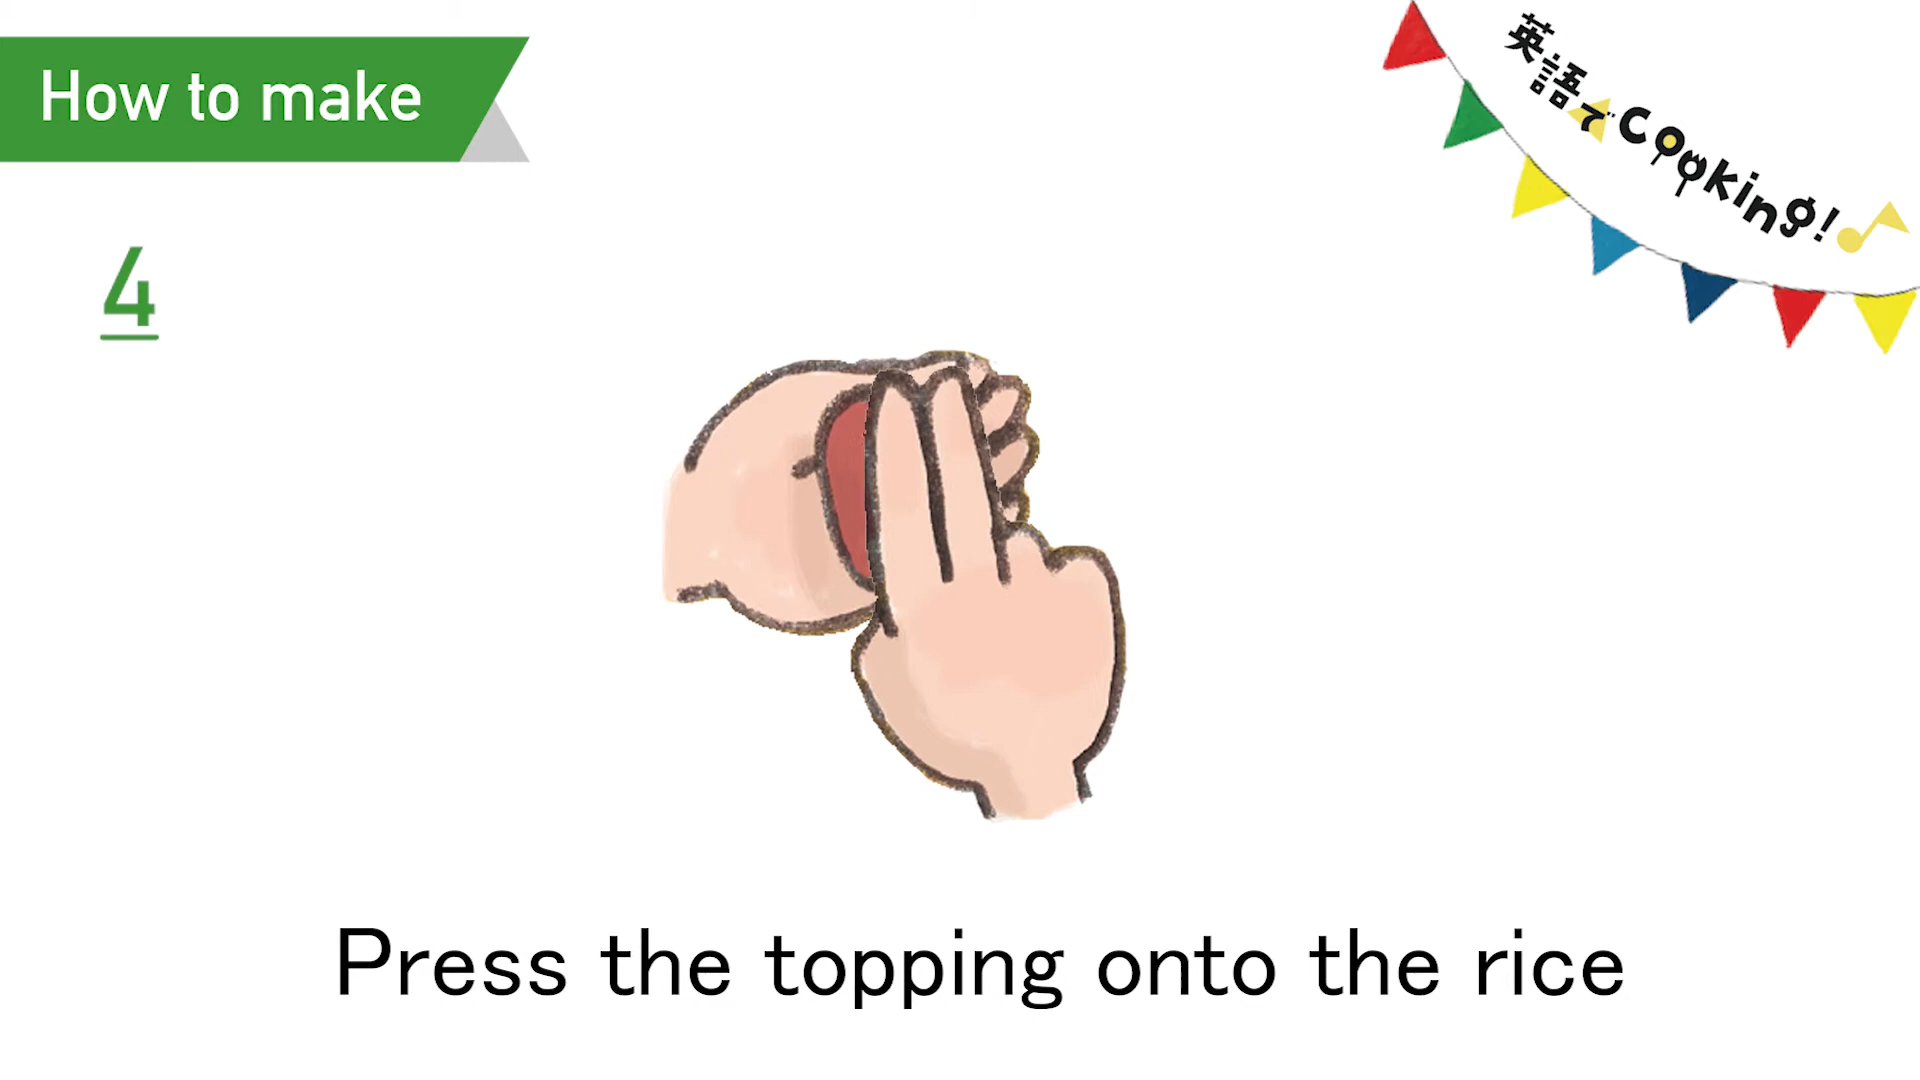 How to make
英語でCooking!
4
Press the topping onto the rice